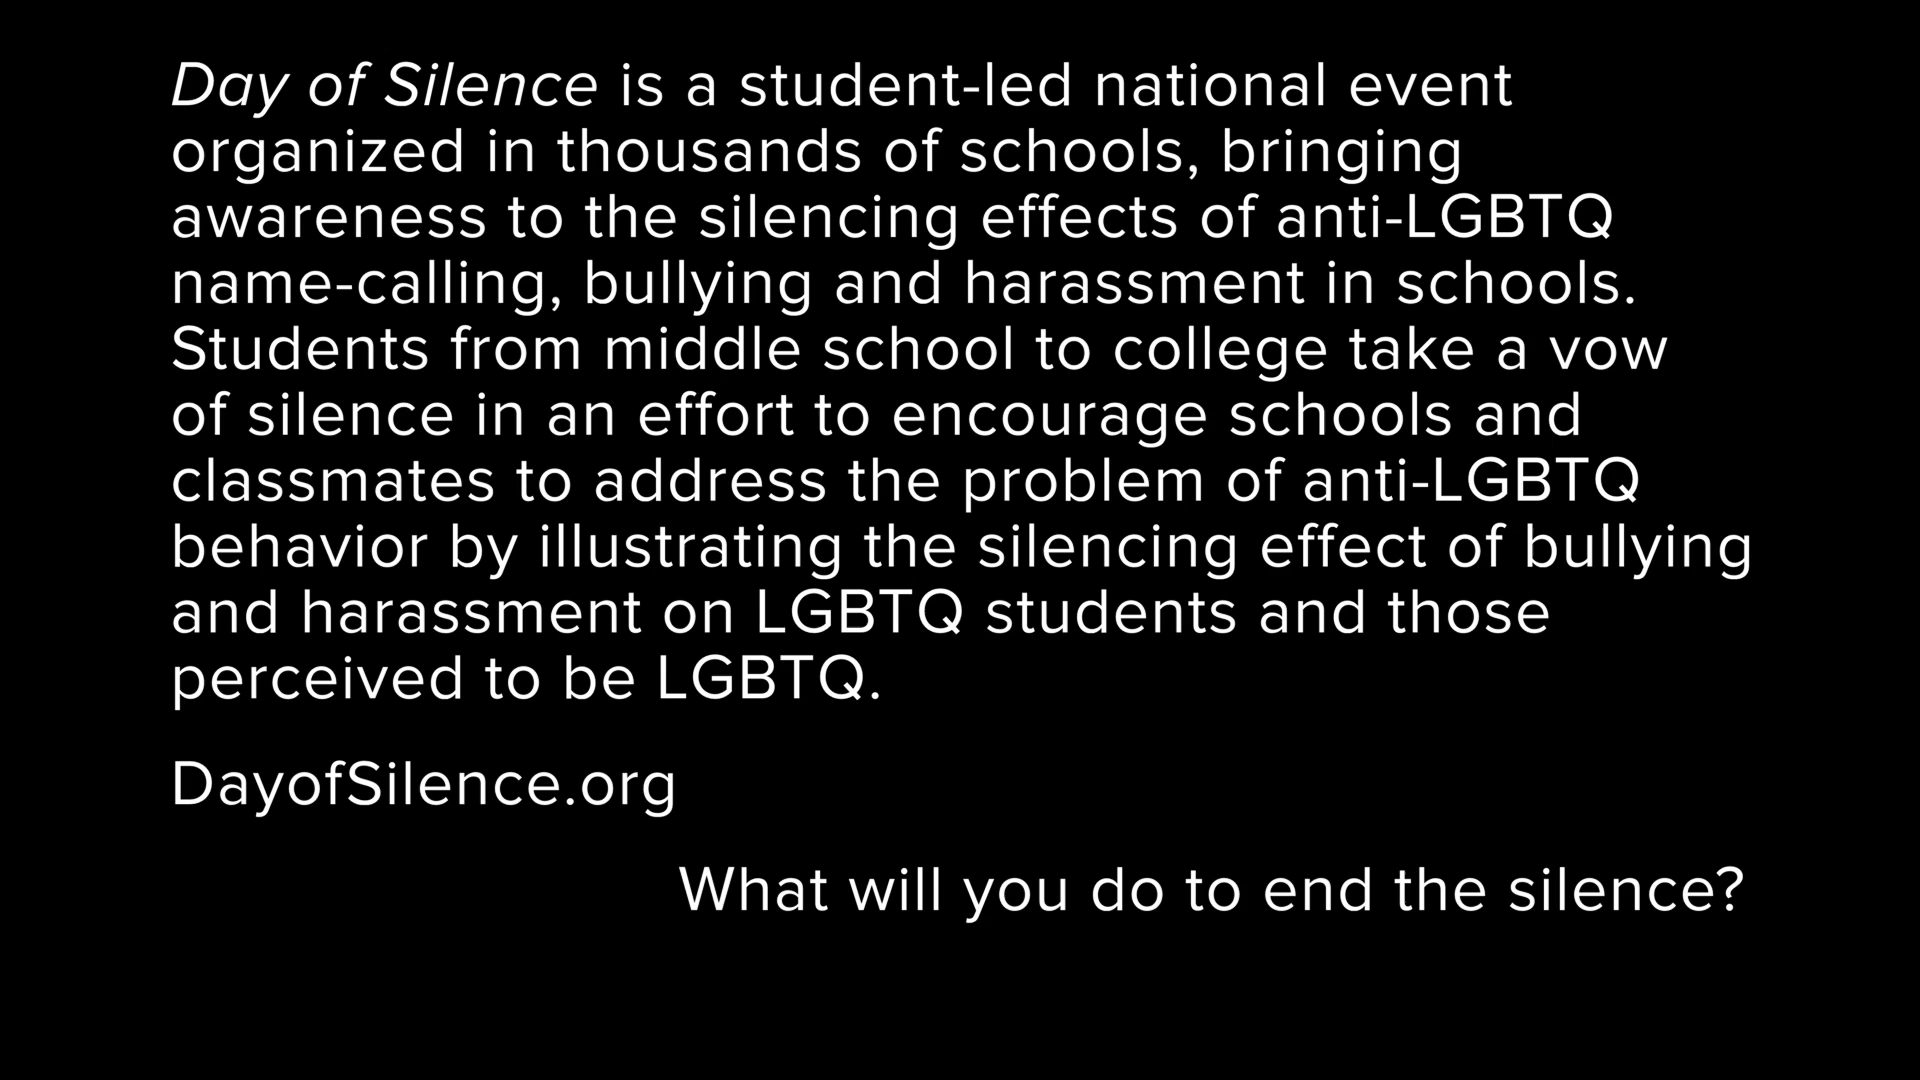 Day of Silence is a student-led national event
organized in thousands of schools, bringing
awareness to the silencing effects of anti-LGBTQ
name-calling, bullying and harassment in schools.
Students from middle school to college take a vow
of silence in an effort to encourage schools and
classmates to address the problem of anti-LGBTQ
behavior by illustrating the silencing effect of bullying
and harassment on LGBTQ students and those
perceived to be LGBTQ.
DayofSilence.org
What will you do to end the silence?